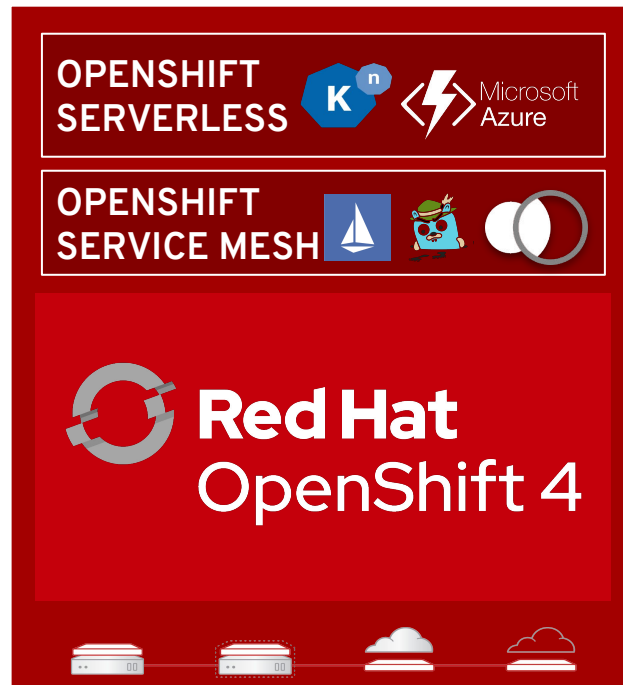 OPENSHIFT
SERVERLESS
K
n
Microsoft
Azure
OPENSHIFT
SERVICE MESH
Red Hat
OpenShift 4